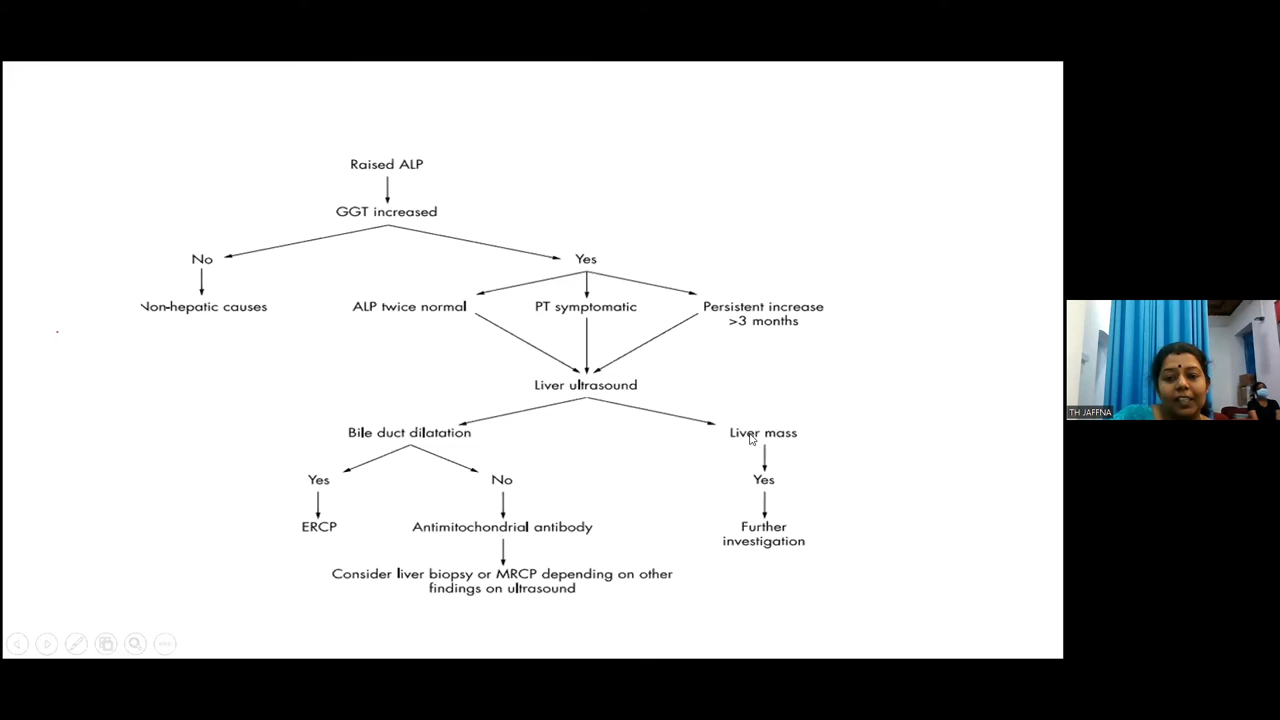 Raised ALP
GGT increased
No
Yes
Non-hepatic causes
ALP twice normal
PT symptomatic
Persistent increase
>3 months
Liver ultrasound
Bile duct dilatation
Liver mass
Yes
No
Yes
ERCP
Antimitochondrial antibody
Further
investigation
Consider liver biopsy or MRCP depending on other
findings on ultrasound
TH JAFFNA